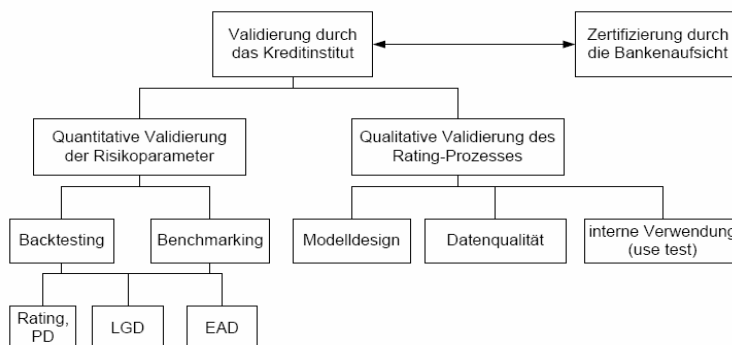 Validierung durch
das Kreditinstitut
Zertifizierung durch
die Bankenaufsicht
Quantitative Validierung
der Risikoparameter
Qualitative Validierung des
Rating-Prozesses
Backtesting
Benchmarking
Modelldesign
Datenqualität
interne Verwendung
(use test)
Rating,
PD
LGD
EAD